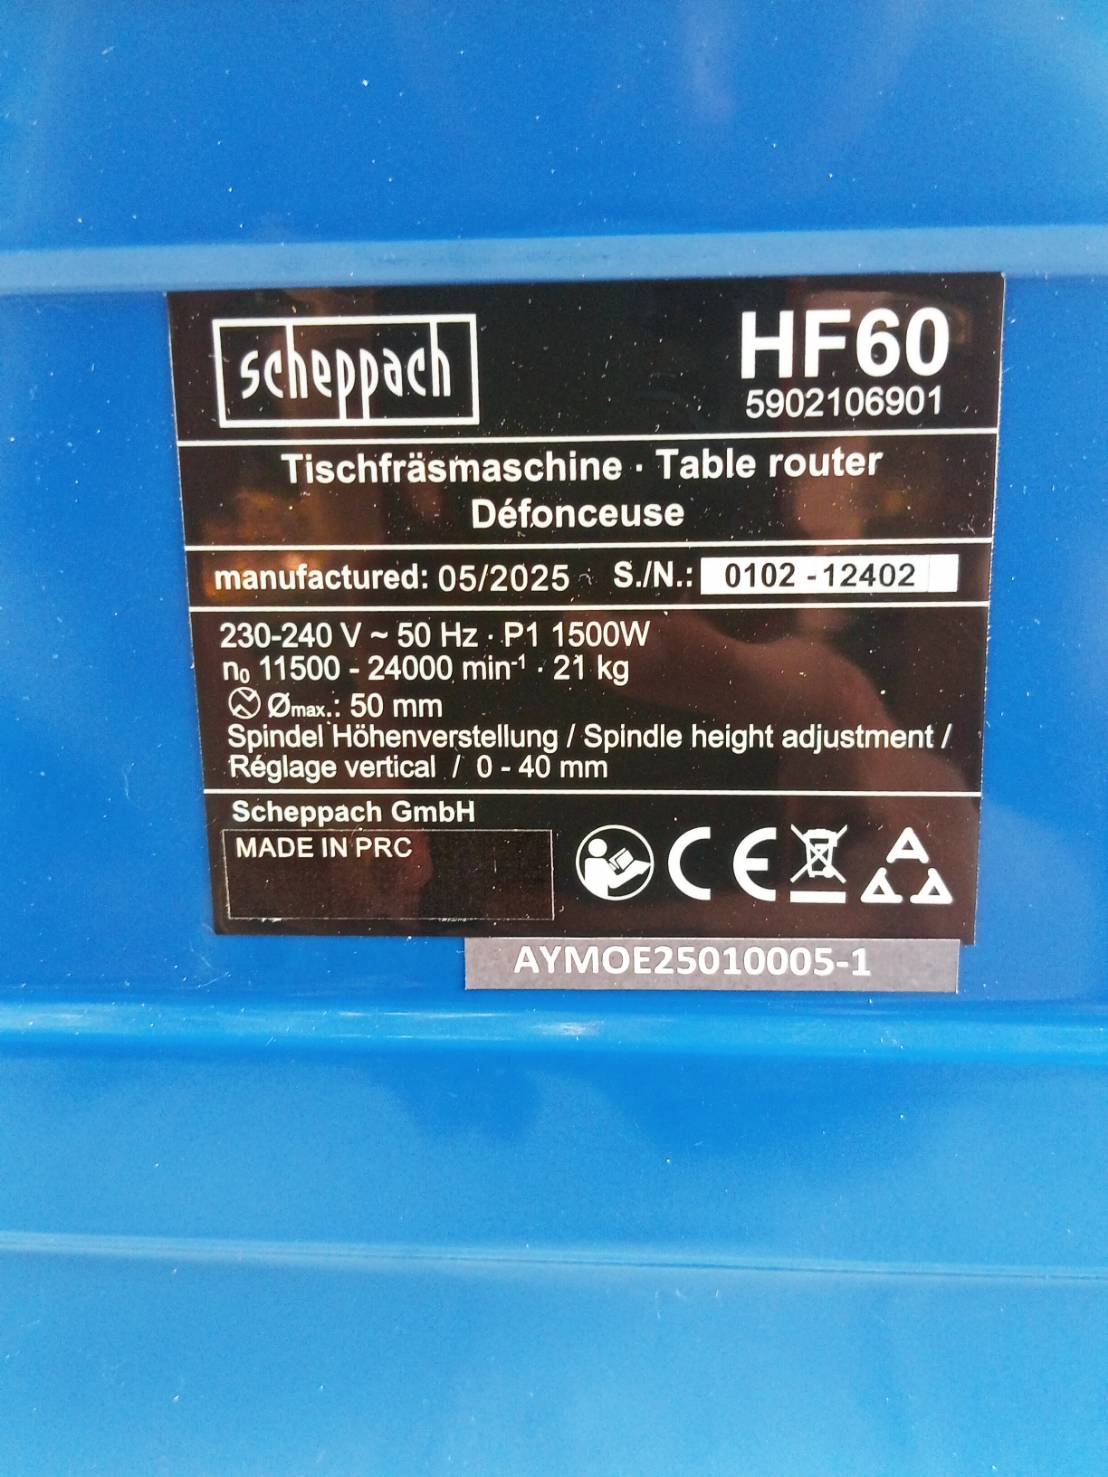 scheppach
HF60
5902106901
Tischfräsmaschine · Table router
Défonceuse
manufactured: 05/2025 S./N.: 0102 -12402
230-240 V ~ 50 Hz · P1 1500W
n₀ 11500 - 24000 min⁻¹ · 21 kg
Ømax.: 50 mm
Spindel Höhenverstellung / Spindle height adjustment /
Réglage vertical / 0 - 40 mm
Scheppach GmbH
MADE IN PRC
CE
AYMOE25010005-1